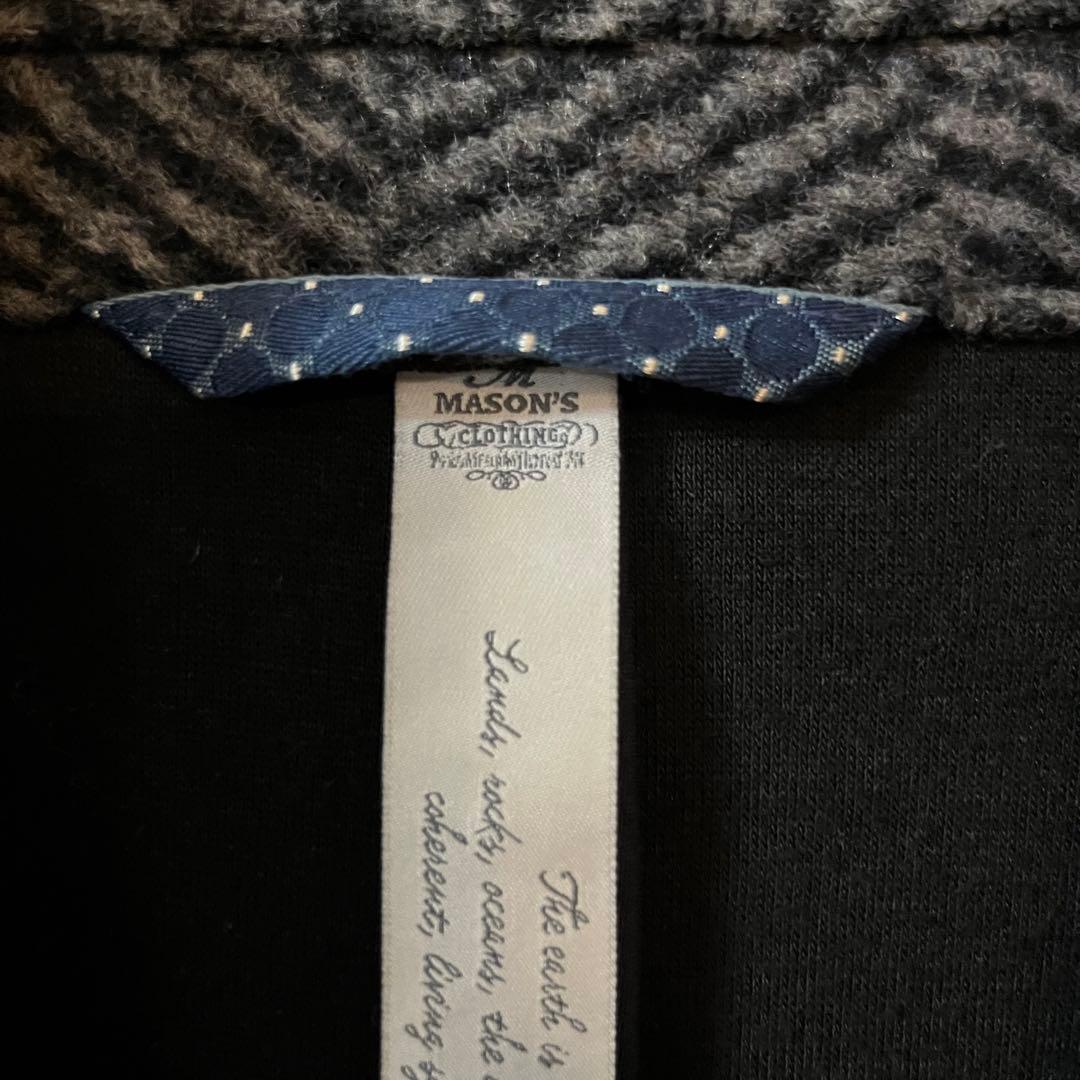 M
MASON'S
CLOTHING
The earth is
Lands, rocks, oceans, the
coherent, living